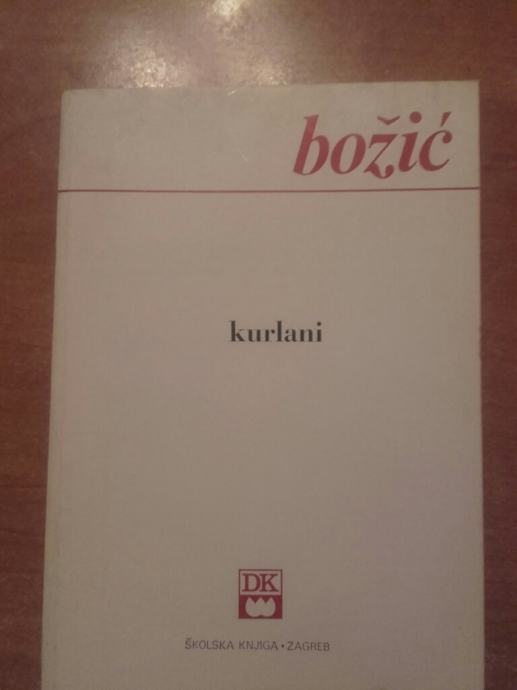 božić
kurlani
DK
ŠKOLSKA KNJIGA • ZAGREB